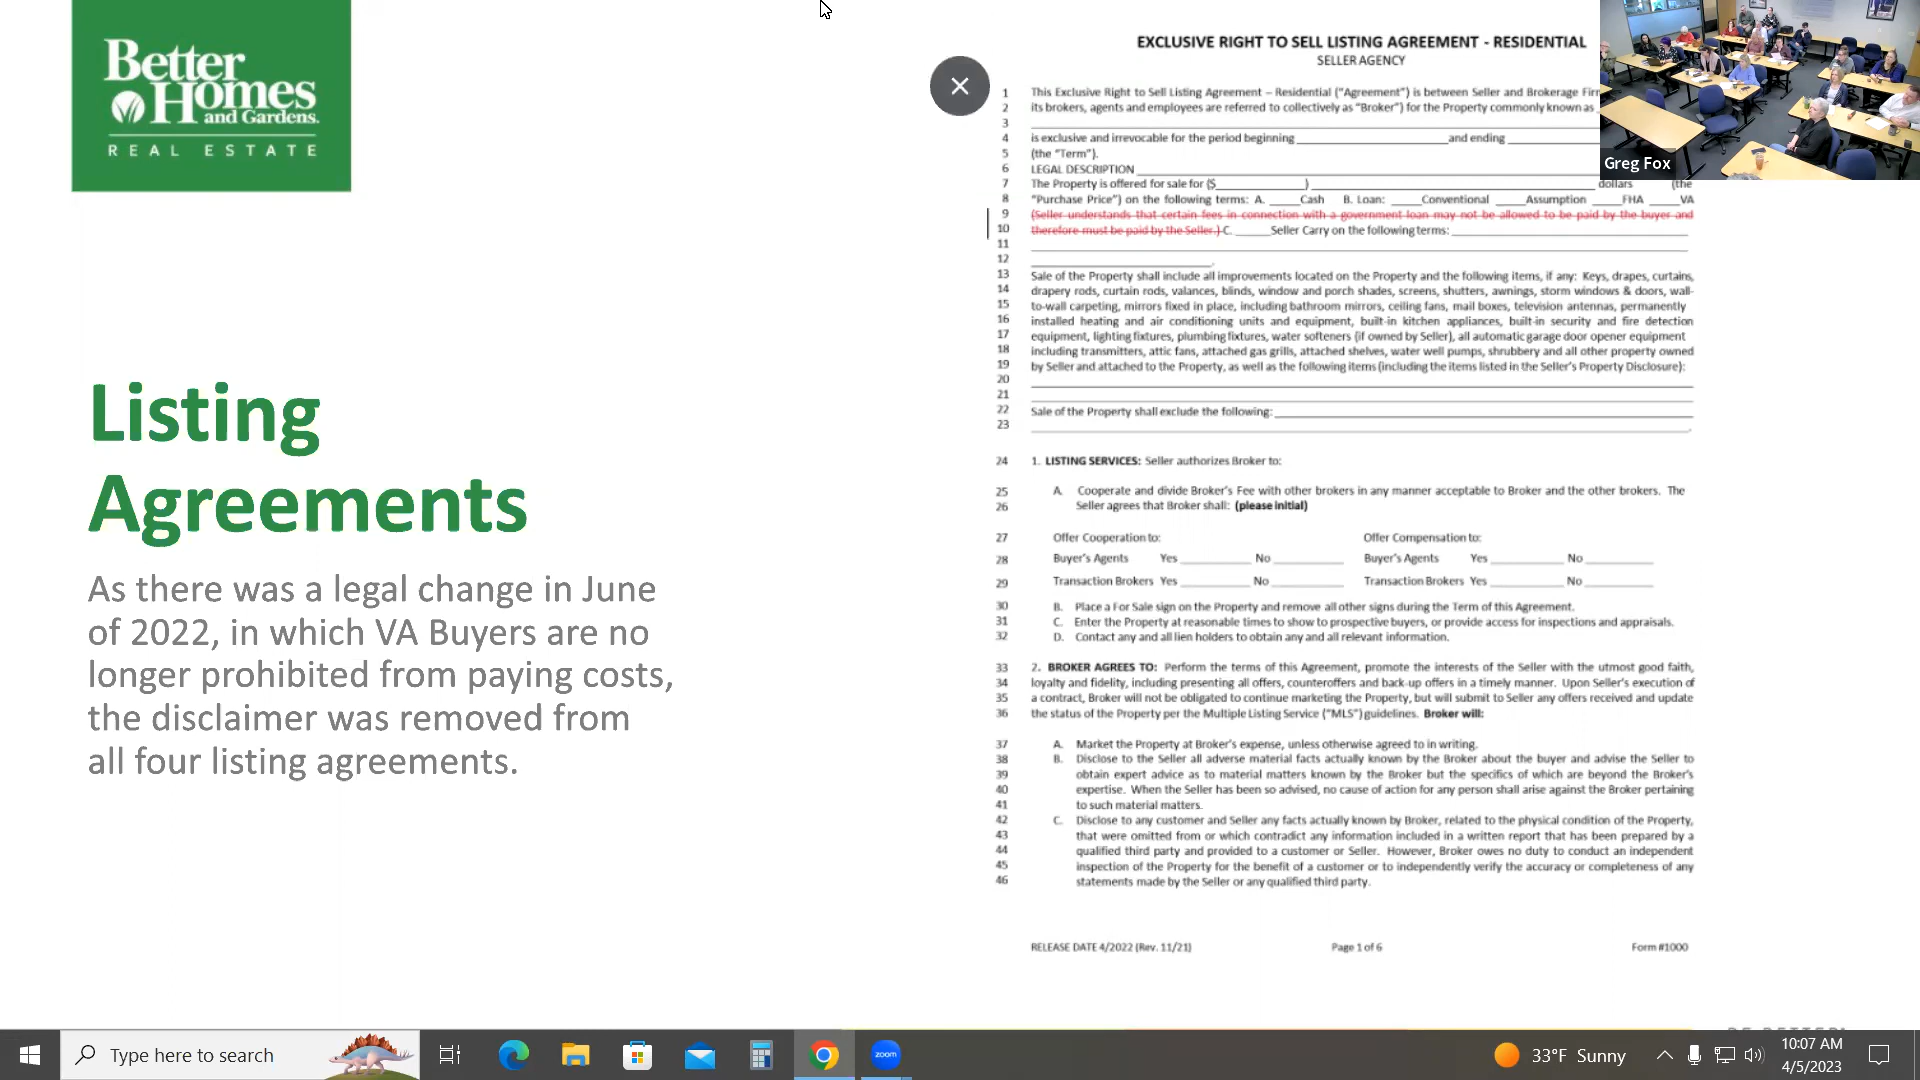 Better
Homes
and Gardens.
REAL ESTATE
Listing
Agreements
As there was a legal change in June
of 2022, in which VA Buyers are no
longer prohibited from paying costs,
the disclaimer was removed from
all four listing agreements.
EXCLUSIVE RIGHT TO SELL LISTING AGREEMENT - RESIDENTIAL
SELLER AGENCY
1 This Exclusive Right to Sell Listing Agreement – Residential ("Agreement") is between Seller and Brokerage
2 its brokers, agents and employees are referred to collectively as "Broker") for the Property commonly known as
3
4 is exclusive and irrevocable for the period beginning ____ and ending ____
5 (the "Term").
6 LEGAL DESCRIPTION ____
7 The Property is offered for sale for ($____) ____ dollars (the
8 "Purchase Price") on the following terms: A. ____Cash B. Loan: ____Conventional ____Assumption ____FHA ____VA
9 (Seller understands that certain fees in connection with a government loan may not be allowed to be paid by the buyer and
10 therefore must be paid by the Seller.) C. ____Seller Carry on the following terms: ____
11
12
13 Sale of the Property shall include all improvements located on the Property and the following items, if any: Keys, drapes, curtains,
14 drapery rods, curtain rods, valances, blinds, window and porch shades, screens, shutters, awnings, storm windows & doors, wall-
15 to-wall carpeting, mirrors fixed in place, including bathroom mirrors, ceiling fans, mail boxes, television antennas, permanently
16 installed heating and air conditioning units and equipment, built-in kitchen appliances, built-in security and fire detection
17 equipment, lighting fixtures, plumbing fixtures, water softeners (if owned by Seller), all automatic garage door opener equipment
18 including transmitters, attic fans, attached gas grills, attached shelves, water well pumps, shrubbery and all other property owned
19 by Seller and attached to the Property, as well as the following items (including the items listed in the Seller's Property Disclosure):
20
21
22 Sale of the Property shall exclude the following: ____
23
24 1. LISTING SERVICES: Seller authorizes Broker to:
25 A. Cooperate and divide Broker's Fee with other brokers in any manner acceptable to Broker and the other brokers. The
26 Seller agrees that Broker shall: (please initial)
27 Offer Cooperation to: Offer Compensation to:
28 Buyer's Agents Yes ____ No ____ Buyer's Agents Yes ____ No ____
29 Transaction Brokers Yes ____ No ____ Transaction Brokers Yes ____ No ____
30 B. Place a For Sale sign on the Property and remove all other signs during the Term of this Agreement.
31 C. Enter the Property at reasonable times to show to prospective buyers, or provide access for inspections and appraisals.
32 D. Contact any and all lien holders to obtain any and all relevant information.
33 2. BROKER AGREES TO: Perform the terms of this Agreement, promote the interests of the Seller with the utmost good faith,
34 loyalty and fidelity, including presenting all offers, counteroffers and back-up offers in a timely manner. Upon Seller's execution of
35 a contract, Broker will not be obligated to continue marketing the Property, but will submit to Seller any offers received and update
36 the status of the Property per the Multiple Listing Service ("MLS") guidelines. Broker will:
37 A. Market the Property at Broker's expense, unless otherwise agreed to in writing.
38 B. Disclose to the Seller all adverse material facts actually known by the Broker about the buyer and advise the Seller to
39 obtain expert advice as to material matters known by the Broker but the specifics of which are beyond the Broker's
40 expertise. When the Seller has been so advised, no cause of action for any person shall arise against the Broker pertaining
41 to such material matters.
42 C. Disclose to any customer and Seller any facts actually known by Broker, related to the physical condition of the Property,
43 that were omitted from or which contradict any information included in a written report that has been prepared by a
44 qualified third party and provided to a customer or Seller. However, Broker owes no duty to conduct an independent
45 inspection of the Property for the benefit of a customer or to independently verify the accuracy or completeness of any
46 statements made by the Seller or any qualified third party.
RELEASE DATE 4/2022 (Rev. 11/21) Page 1 of 6 Form #1000
Greg Fox
Type here to search
zoom
33°F Sunny
10:07 AM
4/5/2023